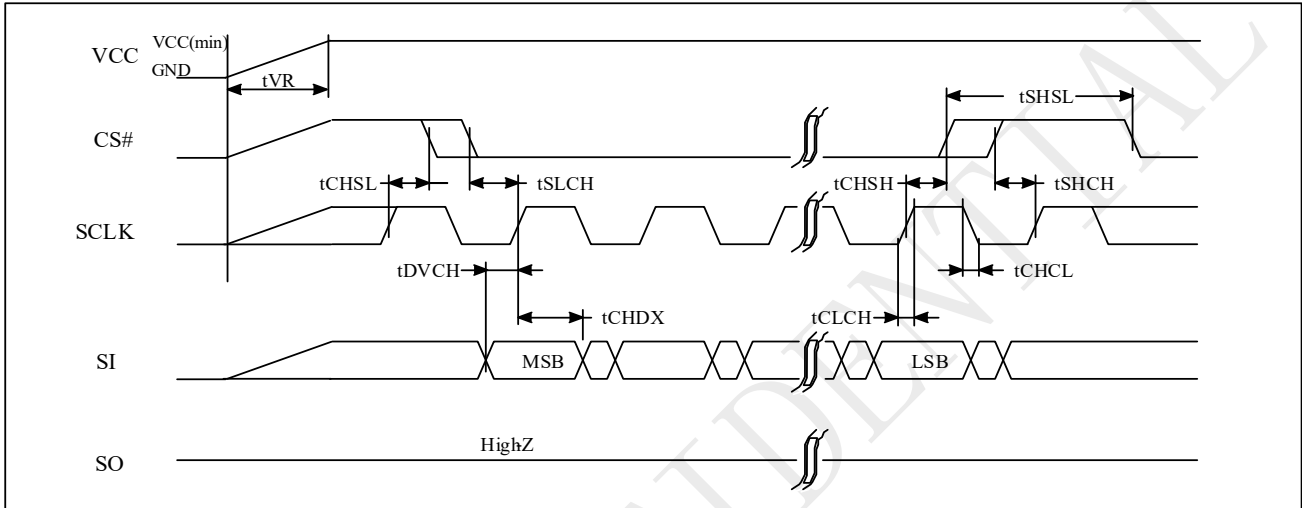 VCC
VCC(min)
GND
tVR
tSHSL
CS#
tCHSL
tSLCH
tCHSH
tSHCH
SCLK
tDVCH
tCHCL
tCHDX
tCLCH
SI
MSB
LSB
SO
High-Z